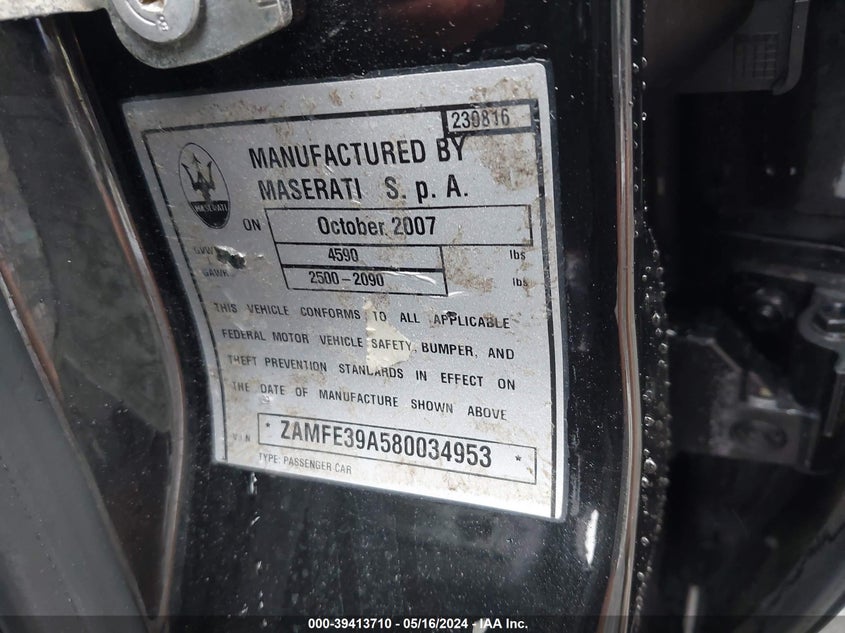 230816
MASERATI
MANUFACTURED BY
MASERATI S. p. A.
ON October 2007
4590 lbs
GAWR 2500-2090 lbs
THIS VEHICLE CONFORMS TO ALL APPLICABLE
FEDERAL MOTOR VEHICLE SAFETY, BUMPER, AND
THEFT PREVENTION STANDARDS IN EFFECT ON
THE DATE OF MANUFACTURE SHOWN ABOVE
VIN * ZAMFE39A580034953 *
TYPE: PASSENGER CAR
000-39413710 - 05/16/2024 - IAA Inc.